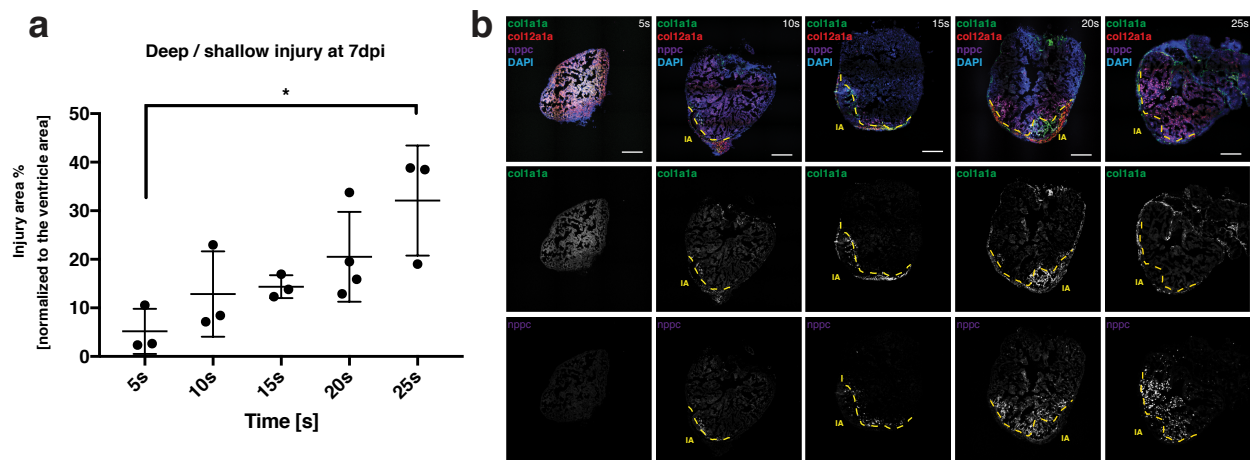 a
Deep / shallow injury at 7dpi
*
Injury area %
[normalized to the ventricle area]
50
40
30
20
10
0
5s
10s
15s
20s
25s
Time [s]
b
col1a1a
col12a1a
nppc
DAPI
5s
col1a1a
col12a1a
nppc
DAPI
10s
IA
col1a1a
col12a1a
nppc
DAPI
15s
IA
col1a1a
col12a1a
nppc
DAPI
20s
IA
col1a1a
col12a1a
nppc
DAPI
25s
IA
col1a1a
col1a1a
IA
col1a1a
IA
col1a1a
IA
col1a1a
IA
nppc
nppc
IA
nppc
IA
nppc
IA
nppc
IA